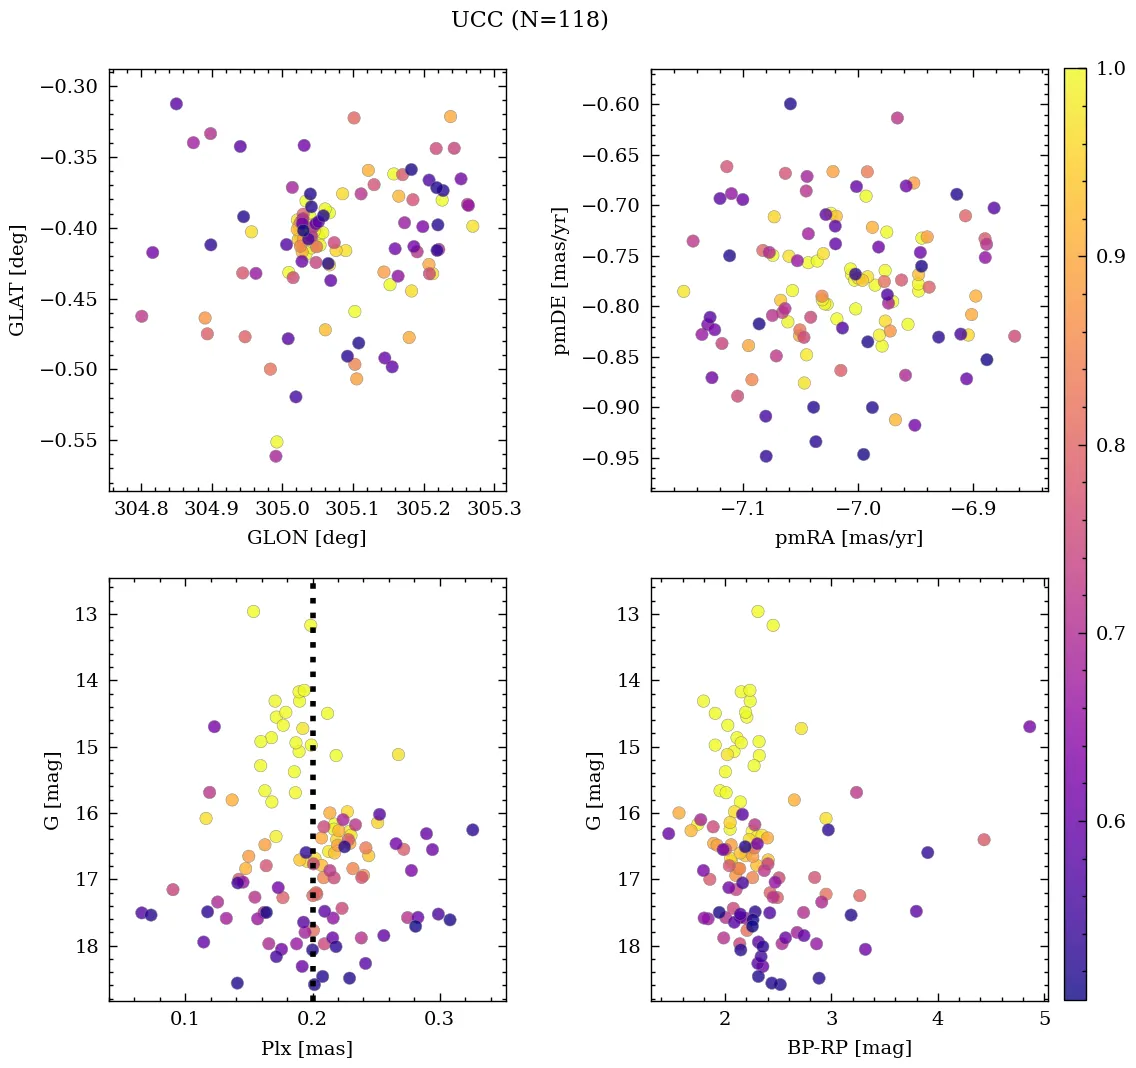 UCC (N=118)
−0.30
−0.35
−0.40
−0.45
−0.50
−0.55
GLAT [deg]
304.8 304.9 305.0 305.1 305.2 305.3
GLON [deg]
−0.60
−0.65
−0.70
−0.75
−0.80
−0.85
−0.90
−0.95
pmDE [mas/yr]
−7.1 −7.0 −6.9
pmRA [mas/yr]
13
14
15
16
17
18
G [mag]
0.1 0.2 0.3
Plx [mas]
13
14
15
16
17
18
G [mag]
2 3 4 5
BP-RP [mag]
1.0
0.9
0.8
0.7
0.6